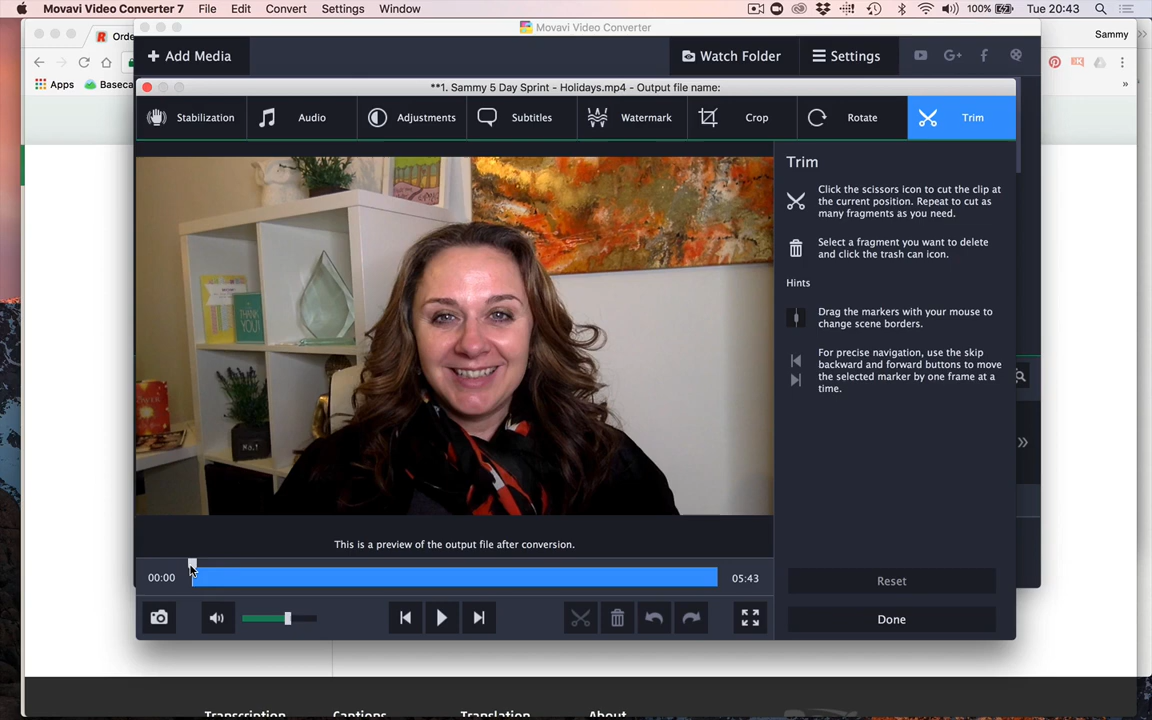 Movavi Video Converter 7 File Edit Convert Settings Window 100% Tue 20:43
Orde Movavi Video Converter Sammy
Add Media Watch Folder Settings
Apps Baseca
**1. Sammy 5 Day Sprint - Holidays.mp4 - Output file name:
Stabilization Audio Adjustments Subtitles Watermark Crop Rotate Trim
Trim
Click the scissors icon to cut the clip at
the current position. Repeat to cut as
many fragments as you need.
Select a fragment you want to delete
and click the trash can icon.
Hints
Drag the markers with your mouse to
change scene borders.
For precise navigation, use the skip
backward and forward buttons to move
the selected marker by one frame at a
time.
THANK
YOU!
No.1
This is a preview of the output file after conversion.
00:00 05:43
Reset
Done
Transcription Captions Translation About